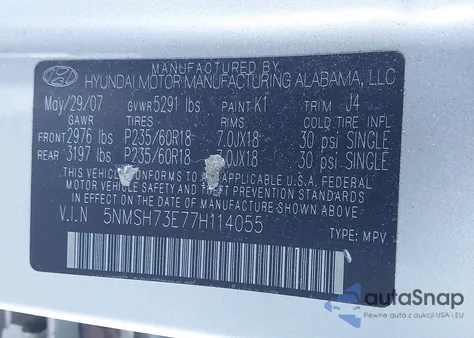 MANUFACTURED BY
HYUNDAI MOTOR MANUFACTURING ALABAMA, LLC
May/29/07 GVWR 5291 lbs PAINT K1 TRIM J4
GAWR TIRES RIMS COLD TIRE INFL
FRONT 2976 lbs P235/60R18 7.0JX18 30 psi SINGLE
REAR 3197 lbs P235/60R18 7.0JX18 30 psi SINGLE
THIS VEHICLE CONFORMS TO ALL APPLICABLE U.S.A. FEDERAL
MOTOR VEHICLE SAFETY AND THEFT PREVENTION STANDARDS
IN EFFECT ON THE DATE OF MANUFACTURE SHOWN ABOVE.
V.I.N 5NMSH73E77H114055
TYPE: MPV
autoSnap
Pewne auta z USA i EU